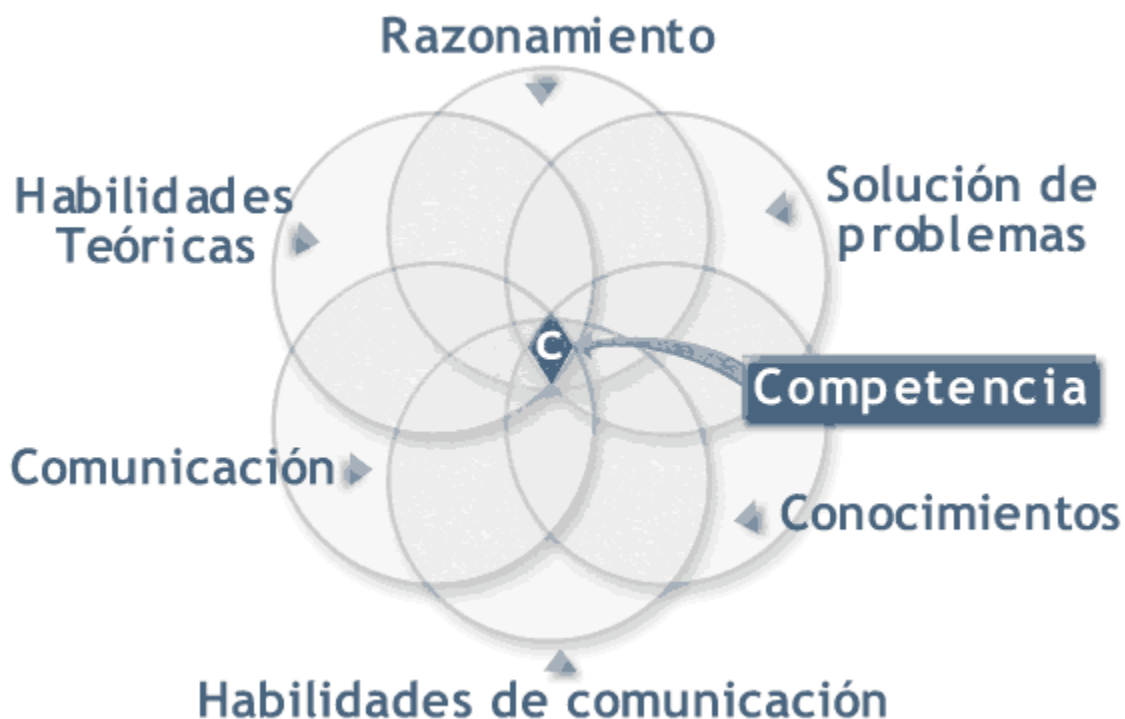 Razonamiento
Habilidades
Teóricas
Solución de
problemas
C
Competencia
Comunicación
Conocimientos
Habilidades de comunicación